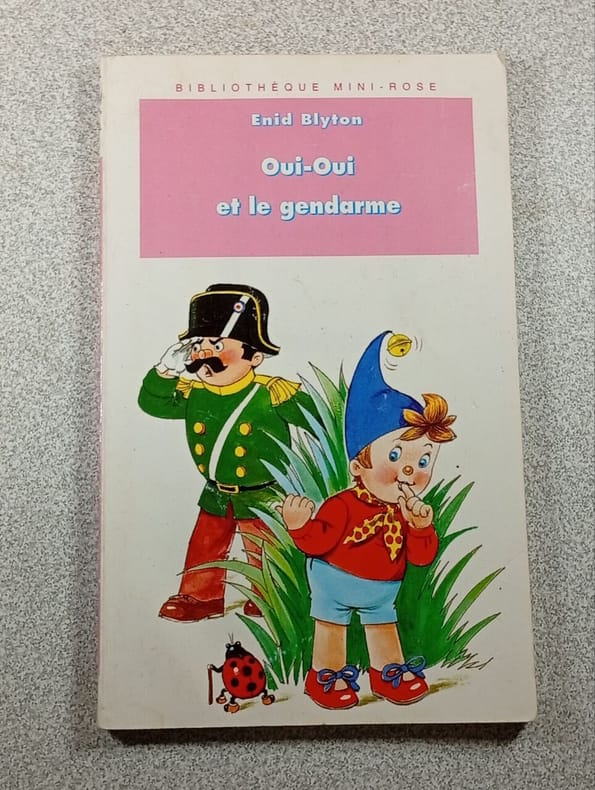 BIBLIOTHÈQUE MINI-ROSE
Enid Blyton
Oui-Oui
et le gendarme